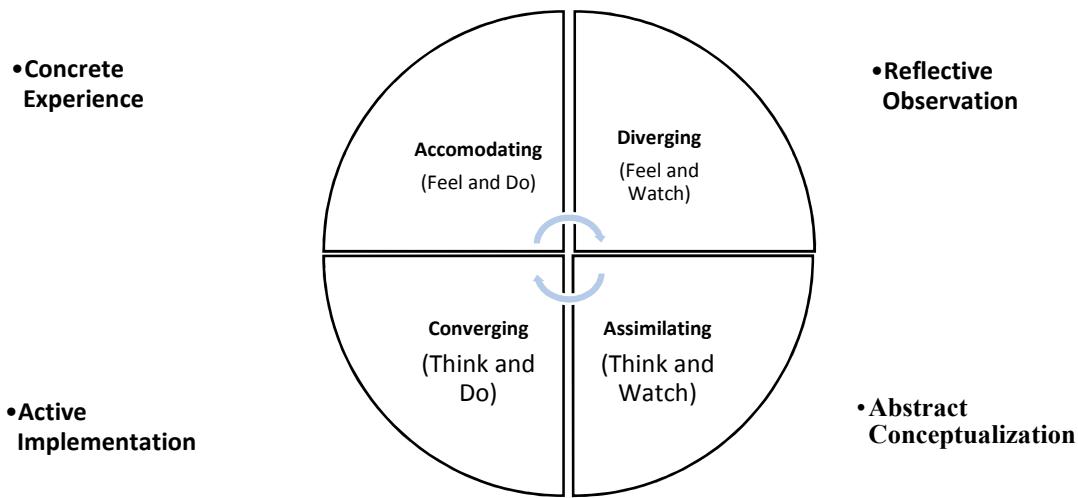 •Concrete
Experience
•Reflective
Observation
Accomodating
(Feel and Do)
Diverging
(Feel and
Watch)
Converging
(Think and
Do)
Assimilating
(Think and
Watch)
•Active
Implementation
•Abstract
Conceptualization